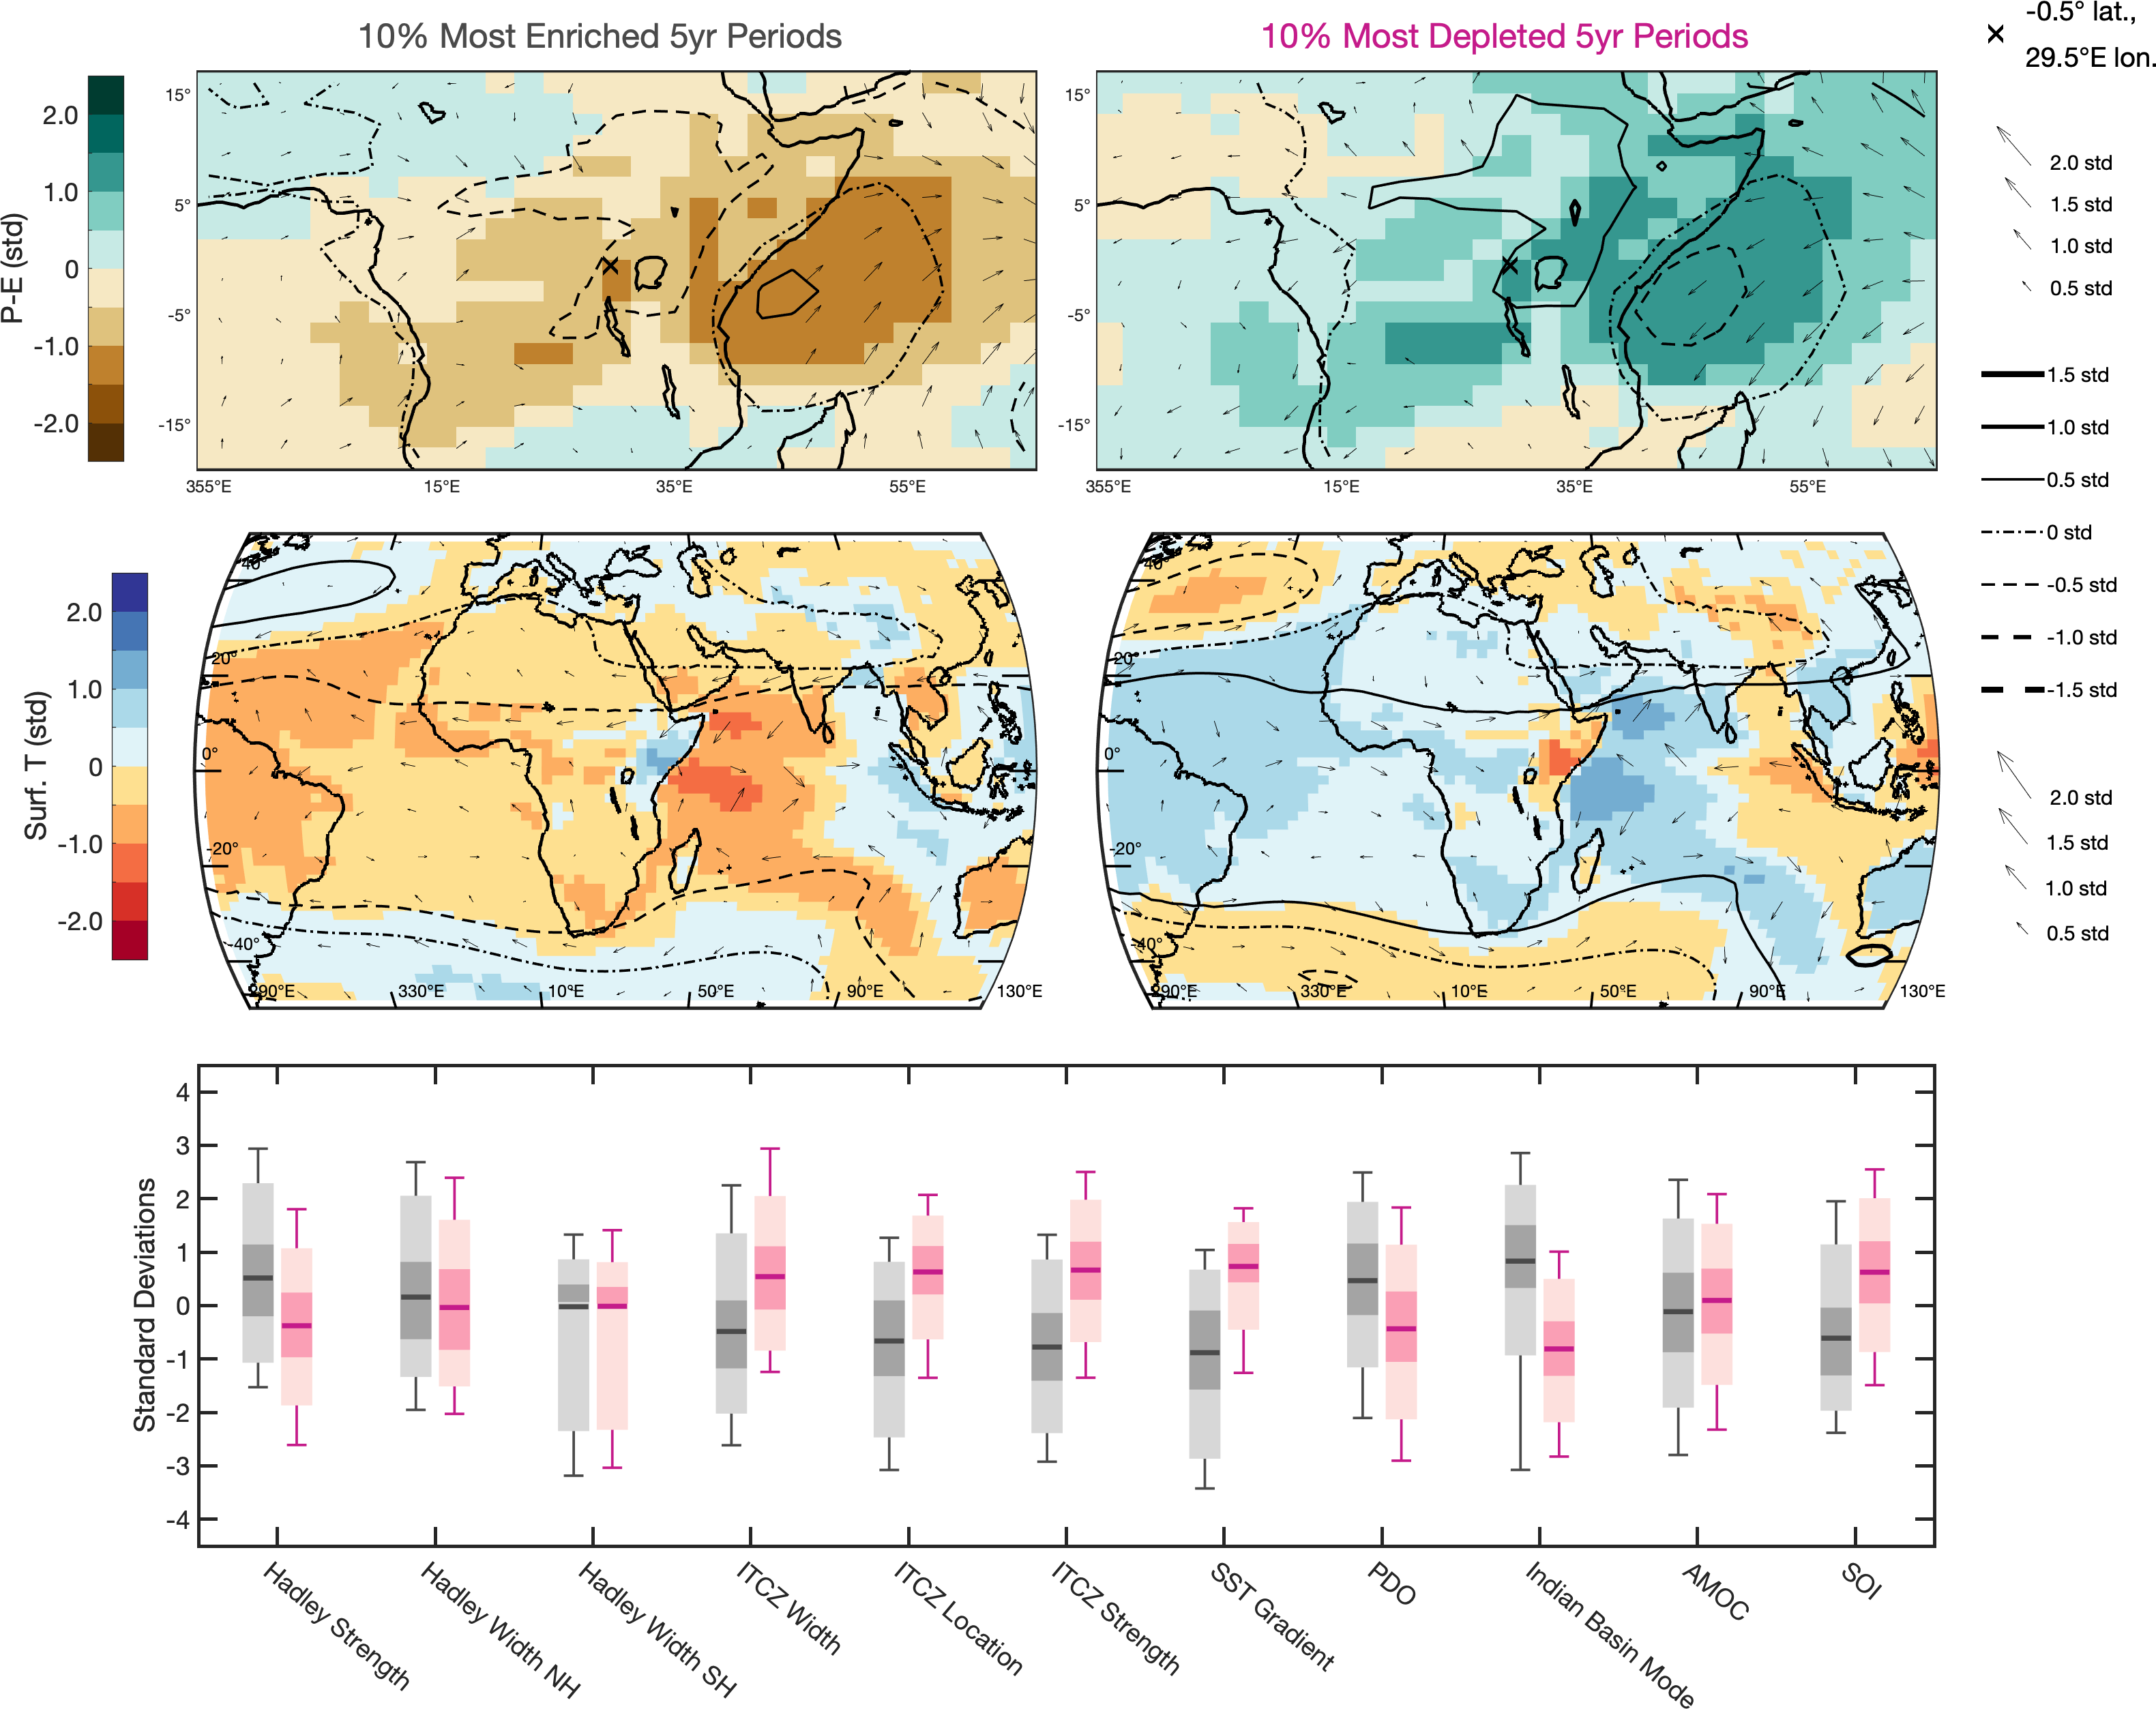 10% Most Enriched 5yr Periods
10% Most Depleted 5yr Periods
-0.5° lat.,
29.5°E lon.
P-E (std)
2.0
1.0
0
-1.0
-2.0
15°
5°
-5°
-15°
355°E
15°E
35°E
55°E
15°
5°
-5°
-15°
355°E
15°E
35°E
55°E
2.0 std
1.5 std
1.0 std
0.5 std
1.5 std
1.0 std
0.5 std
0 std
-0.5 std
-1.0 std
-1.5 std
Surf. T (std)
2.0
1.0
0
-1.0
-2.0
40°
20°
0°
-20°
-40°
290°E
330°E
10°E
50°E
90°E
130°E
40°
20°
0°
-20°
-40°
290°E
330°E
10°E
50°E
90°E
130°E
2.0 std
1.5 std
1.0 std
0.5 std
Standard Deviations
4
3
2
1
0
-1
-2
-3
-4
Hadley Strength
Hadley Width NH
Hadley Width SH
ITCZ Width
ITCZ Location
ITCZ Strength
SST Gradient
PDO
Indian Basin Mode
AMOC
SOI